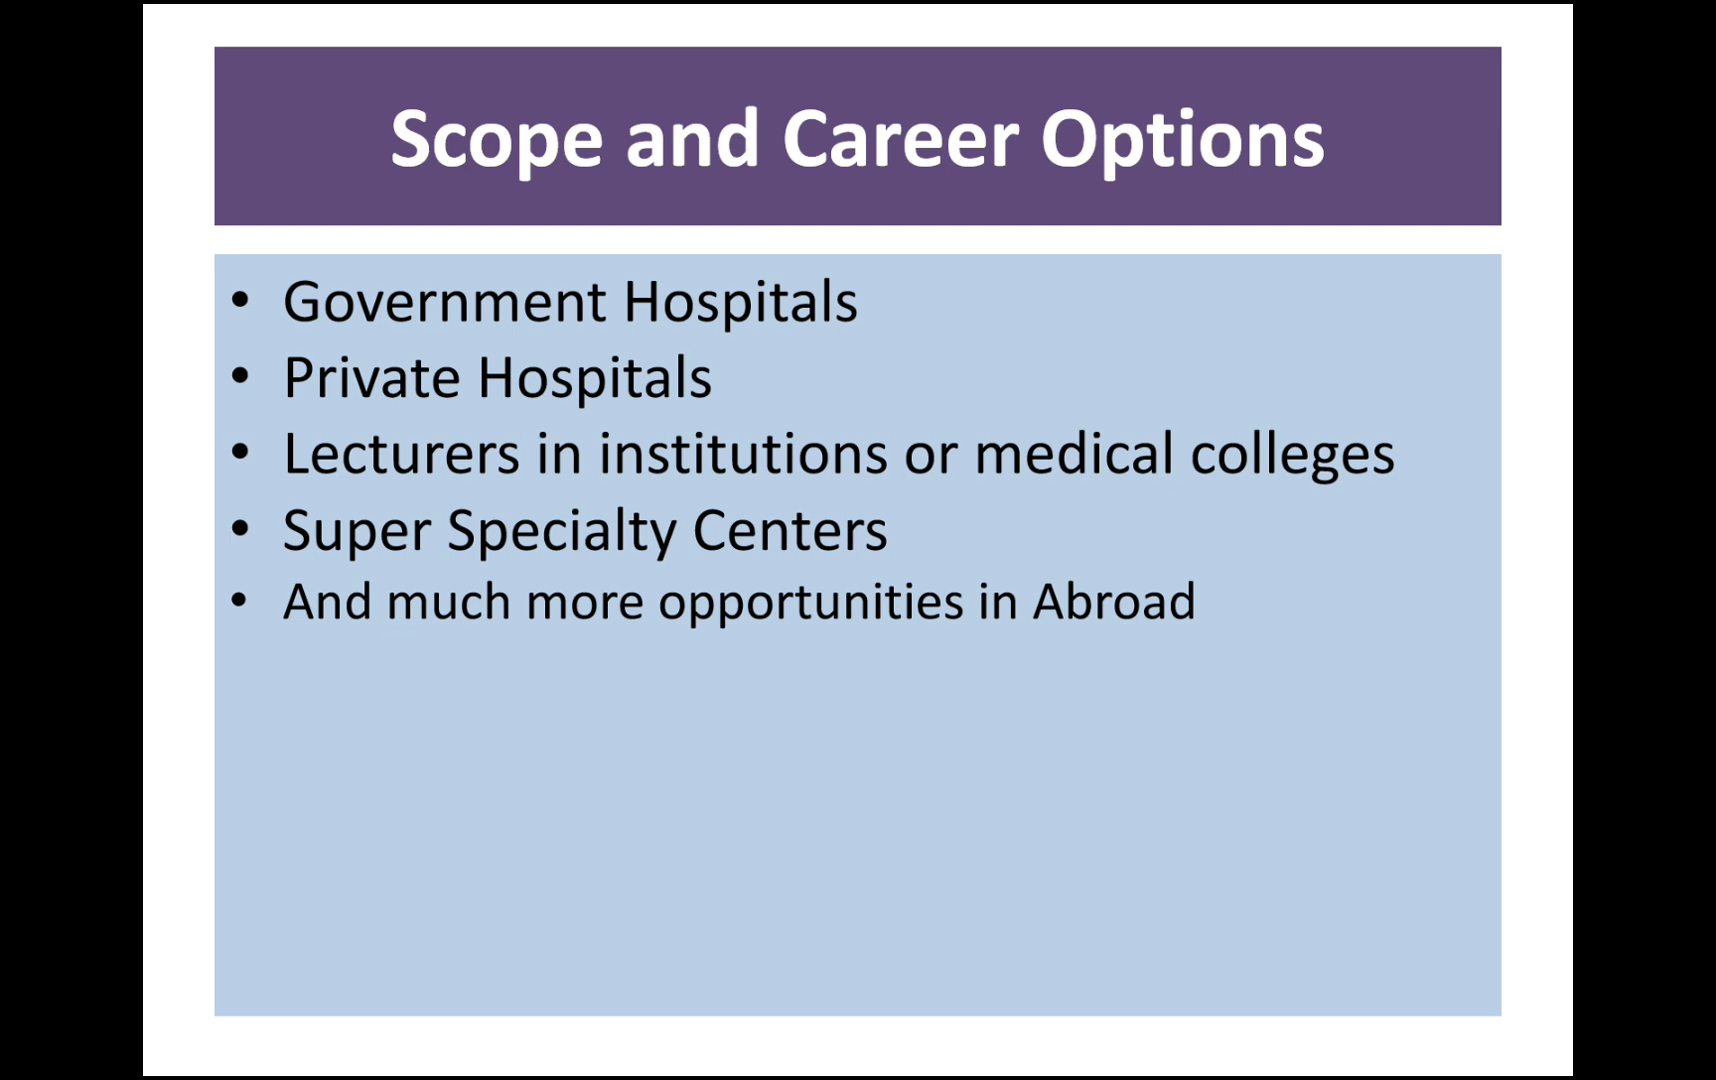 Scope and Career Options
• Government Hospitals
• Private Hospitals
• Lecturers in institutions or medical colleges
• Super Specialty Centers
• And much more opportunities in Abroad